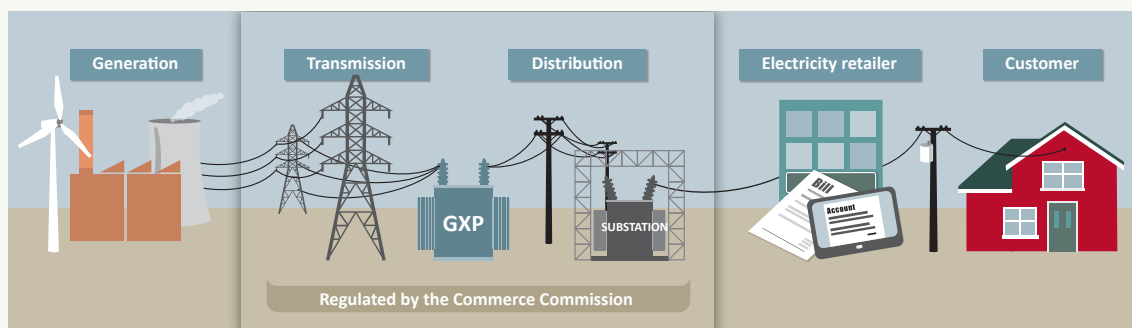 Generation
Transmission
Distribution
Electricity retailer
Customer
Bill
Account
GXP
SUBSTATION
Regulated by the Commerce Commission